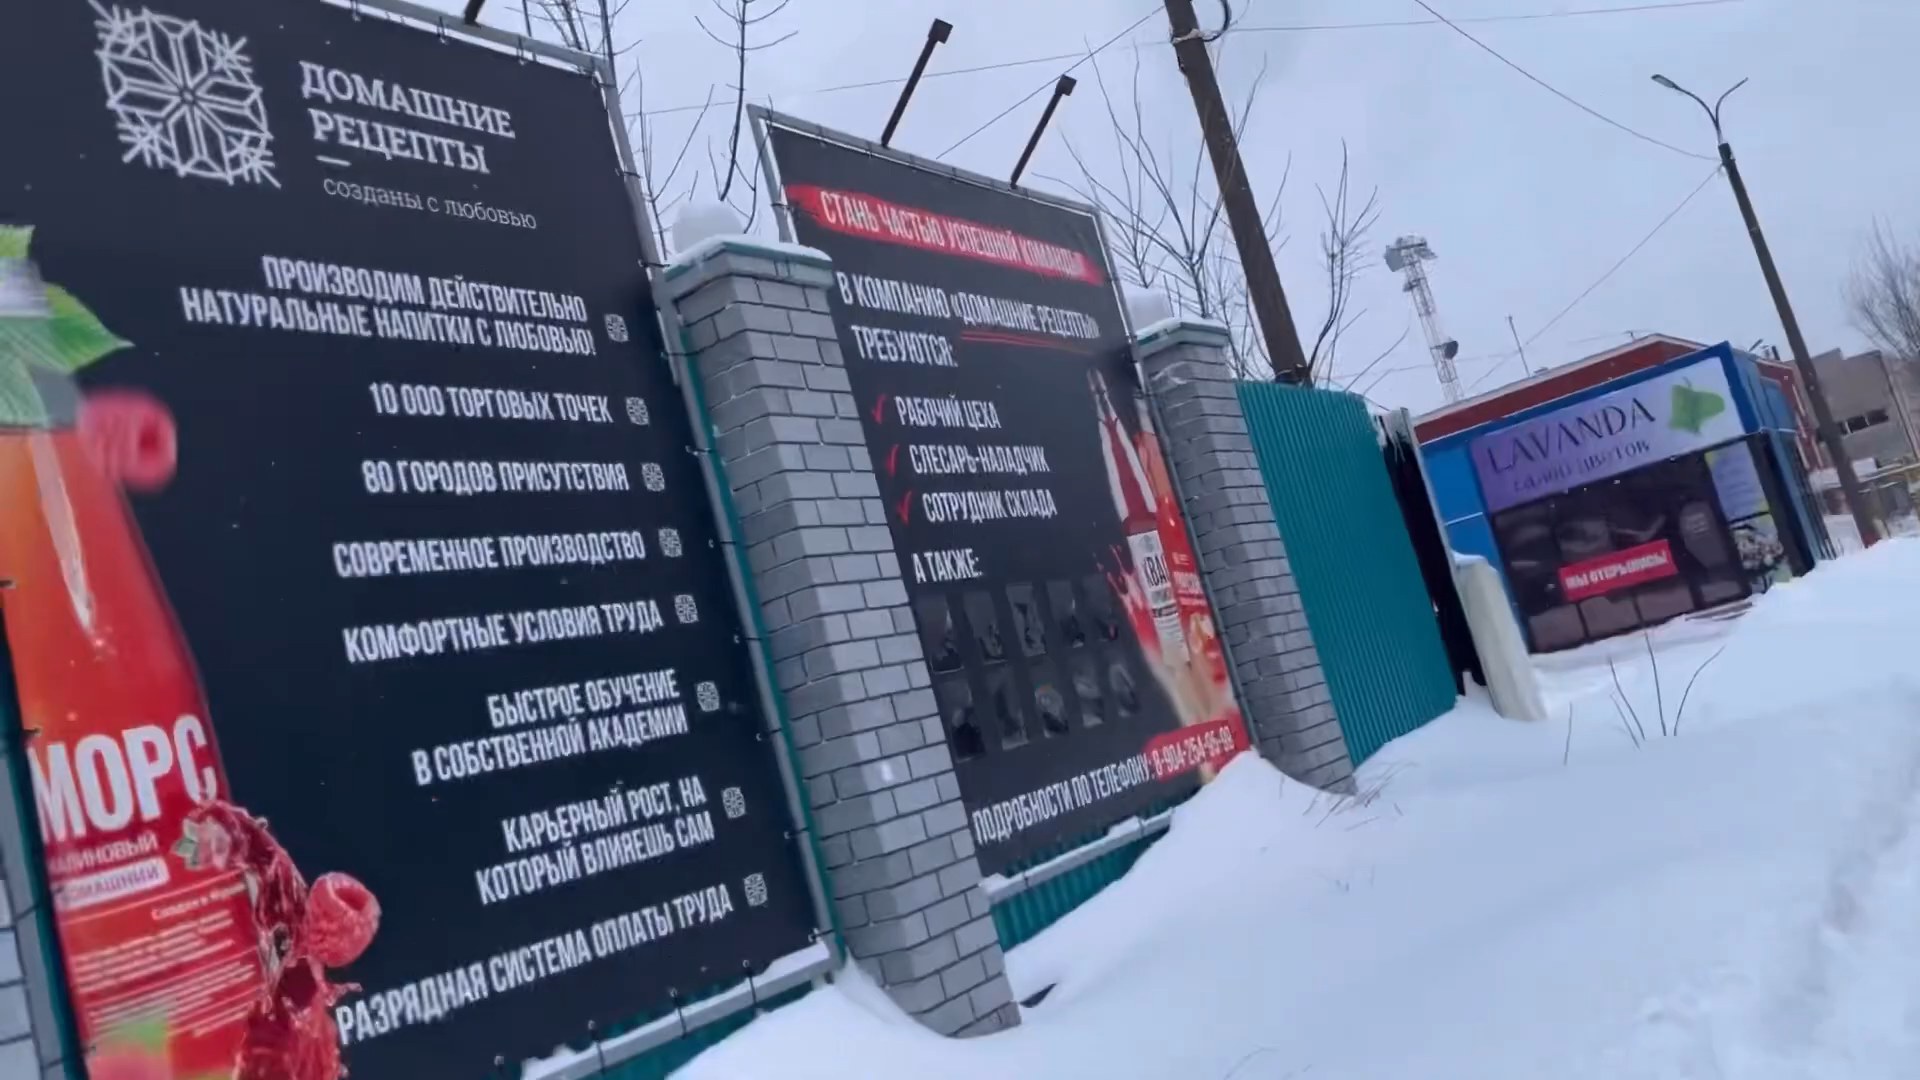 ДОМАШНИЕ
РЕЦЕПТЫ
созданы с любовью
ПРОИЗВОДИМ ДЕЙСТВИТЕЛЬНО
НАТУРАЛЬНЫЕ НАПИТКИ С ЛЮБОВЬЮ!
10 000 ТОРГОВЫХ ТОЧЕК
80 ГОРОДОВ ПРИСУТСТВИЯ
СОВРЕМЕННОЕ ПРОИЗВОДСТВО
КОМФОРТНЫЕ УСЛОВИЯ ТРУДА
БЫСТРОЕ ОБУЧЕНИЕ
В СОБСТВЕННОЙ АКАДЕМИИ
КАРЬЕРНЫЙ РОСТ, НА
КОТОРЫЙ ВЛИЯЕШЬ САМ
РАЗРЯДНАЯ СИСТЕМА ОПЛАТЫ ТРУДА
МОРС
МАЛИНОВЫЙ
ДОМАШНИЙ
СТАНЬ ЧАСТЬЮ УСПЕШНОЙ КОМАНДЫ!
В КОМПАНИЮ «ДОМАШНИЕ РЕЦЕПТЫ»
ТРЕБУЮТСЯ:
РАБОЧИЙ ЦЕХА
СЛЕСАРЬ-НАЛАДЧИК
СОТРУДНИК СКЛАДА
А ТАКЖЕ:
ПОДРОБНОСТИ ПО ТЕЛЕФОНУ: 8-904-254-95-99
LAVANDA
САЛОН ЦВЕТОВ
МЫ ОТКРЫЛИСЬ!